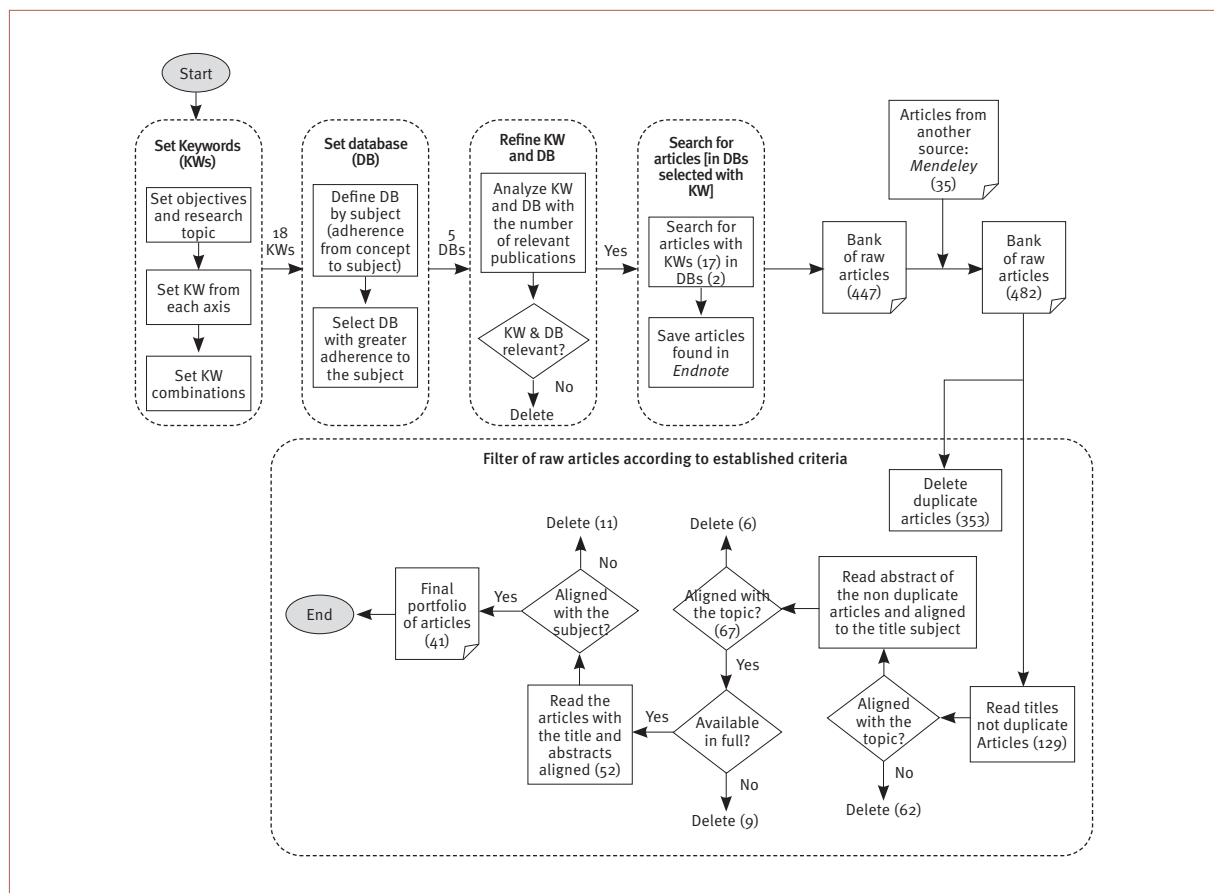 Start
Set Keywords
(KWs)
Set objectives
and research
topic
Set KW from
each axis
Set KW
combinations
18
KWs
Set database
(DB)
Define DB
by subject
(adherence
from concept
to subject)
Select DB
with greater
adherence to
the subject
5
DBs
Refine KW
and DB
Analyze KW
and DB with
the number
of relevant
publications
KW & DB
relevant?
No
Delete
Yes
Search for
articles [in DBs
selected with
KW]
Search for
articles with
KWs (17) in
DBs (2)
Save articles
found in
Endnote
Bank
of raw
articles
(447)
Articles from
another
source:
Mendeley
(35)
Bank
of raw
articles
(482)
Filter of raw articles according to established criteria
Delete
duplicate
articles (353)
Read titles
not duplicate
Articles (129)
Aligned
with the
topic?
No
Delete (62)
Read abstract of
the non duplicate
articles and aligned
to the title subject
Aligned with
the topic?
(67)
Delete (6)
Yes
Available
in full?
No
Delete (9)
Yes
Read the
articles with
the title and
abstracts
aligned (52)
Aligned
with the
subject?
No
Delete (11)
Yes
Final
portfolio
of articles
(41)
End